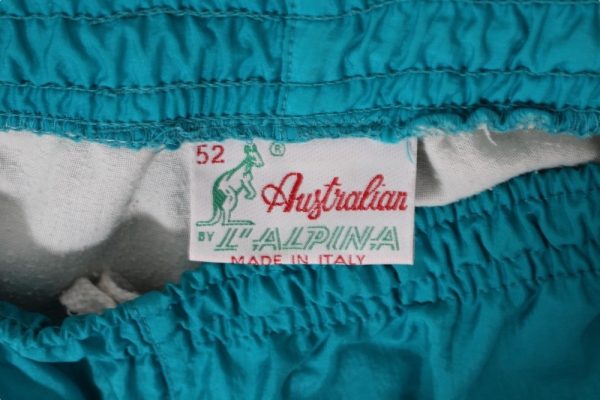 52 ®
Australian
BY L'ALPINA
MADE IN ITALY